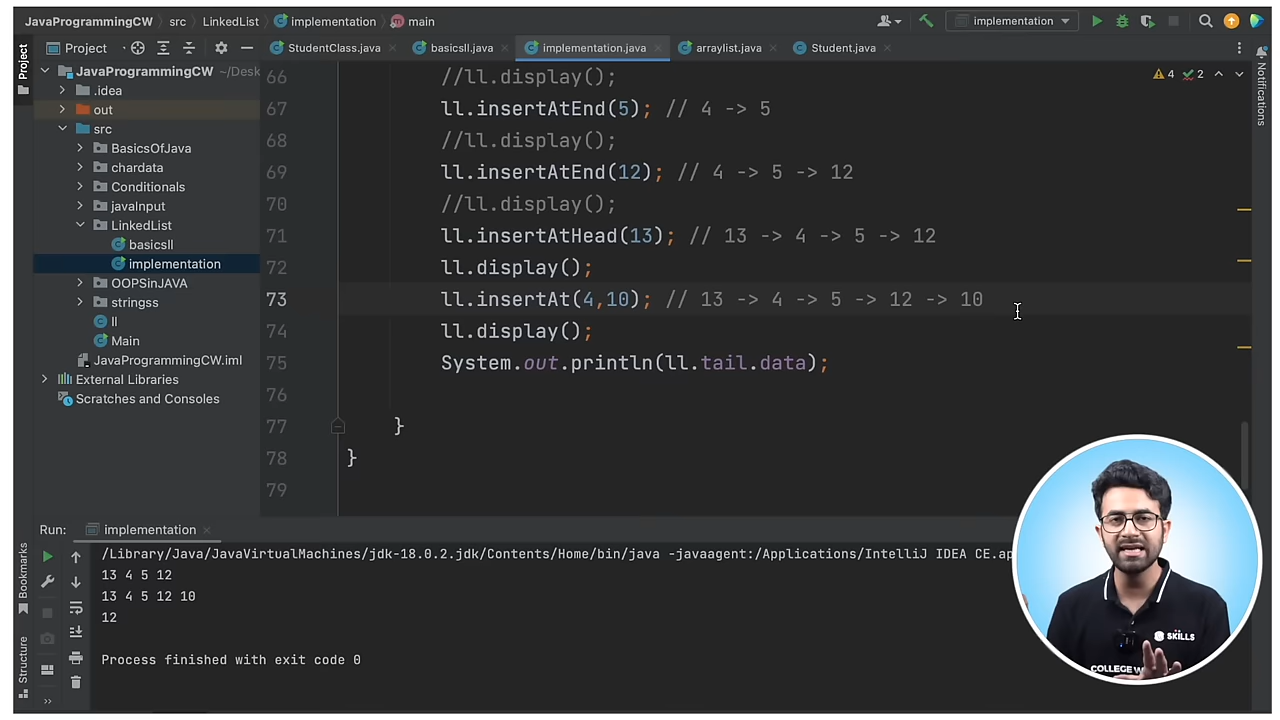 JavaProgrammingCW src LinkedList implementation main implementation
Project StudentClass.java basicsll.java implementation.java arraylist.java Student.java
Project
Notifications
JavaProgrammingCW ~/Desk
.idea
out
src
BasicsOfJava
chardata
Conditionals
javaInput
LinkedList
basicsll
implementation
OOPSinJAVA
stringss
ll
Main
JavaProgrammingCW.iml
External Libraries
Scratches and Consoles
4 2
66 //ll.display();
67 ll.insertAtEnd(5); // 4 -> 5
68 //ll.display();
69 ll.insertAtEnd(12); // 4 -> 5 -> 12
70 //ll.display();
71 ll.insertAtHead(13); // 13 -> 4 -> 5 -> 12
72 ll.display();
73 ll.insertAt(4,10); // 13 -> 4 -> 5 -> 12 -> 10
74 ll.display();
75 System.out.println(ll.tail.data);
76
77 }
78 }
79
Run: implementation
/Library/Java/JavaVirtualMachines/jdk-18.0.2.jdk/Contents/Home/bin/java -javaagent:/Applications/IntelliJ IDEA CE.ap
13 4 5 12
13 4 5 12 10
12
Process finished with exit code 0
Bookmarks
Structure
SKILLS
COLLEGE W